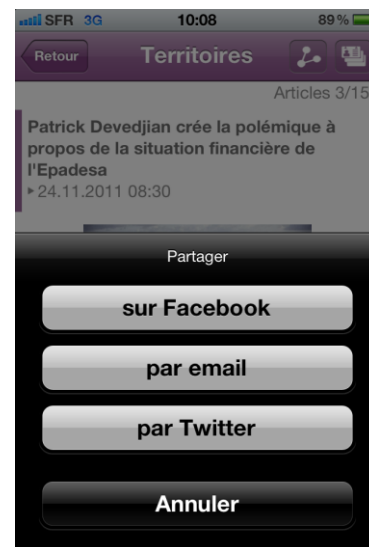 SFR 3G 10:08 89 %
Retour Territoires
Articles 3/15
Patrick Devedjian crée la polémique à
propos de la situation financière de
l'Epadesa
24.11.2011 08:30
Partager
sur Facebook
par email
par Twitter
Annuler